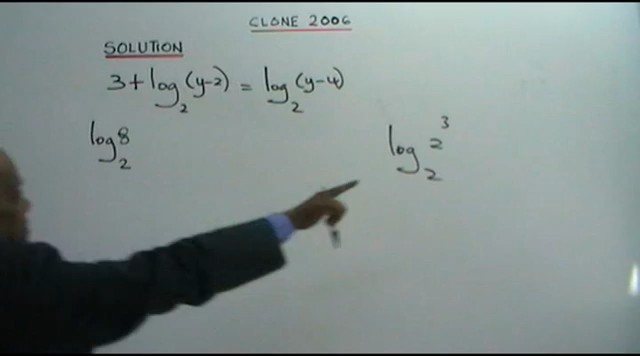 CLONE 2006
SOLUTION
3 + log₂(y-2) = log₂(y-4)
log₂8 log₂2³